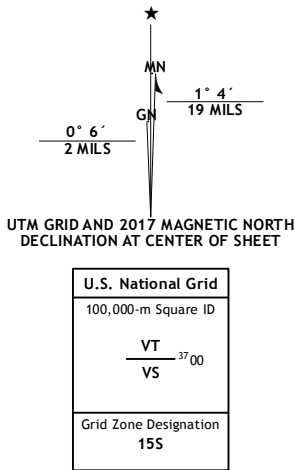 ★
MN
1° 4´
19 MILS
GN
0° 6´
2 MILS
UTM GRID AND 2017 MAGNETIC NORTH
DECLINATION AT CENTER OF SHEET
U.S. National Grid
100,000-m Square ID
VT
3700
VS
Grid Zone Designation
15S